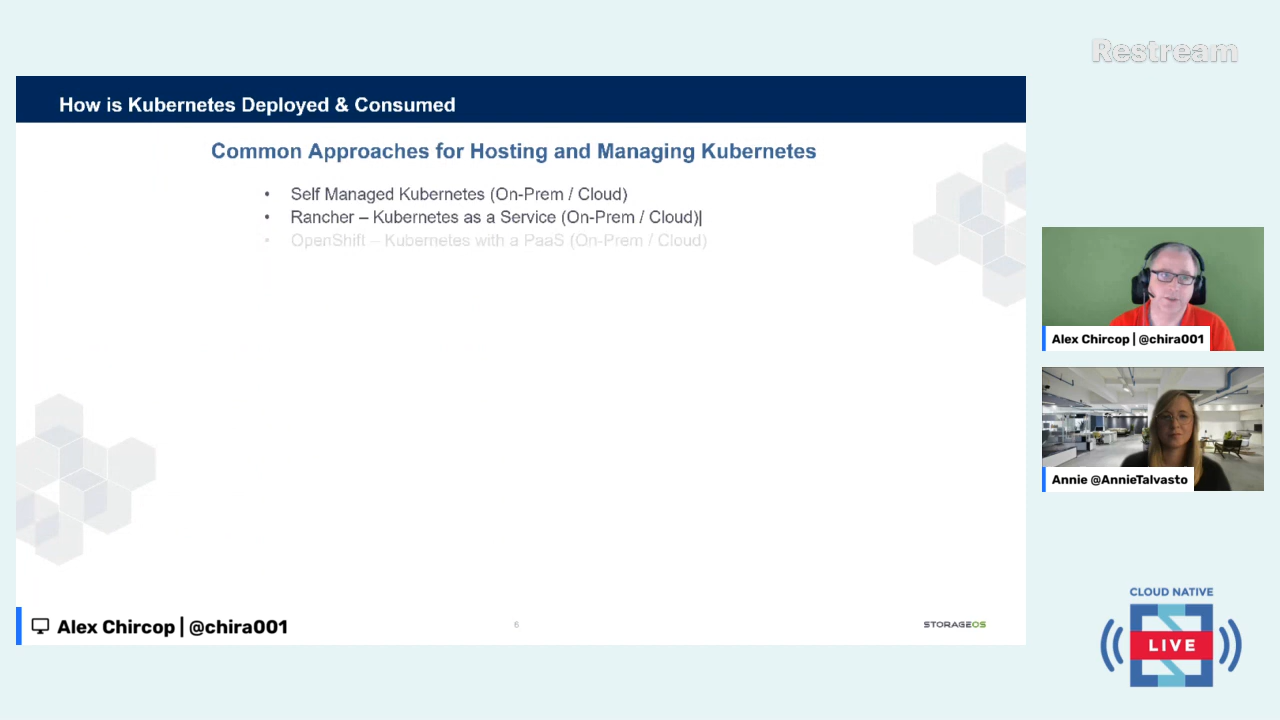 Restream
How is Kubernetes Deployed & Consumed
Common Approaches for Hosting and Managing Kubernetes
• Self Managed Kubernetes (On-Prem / Cloud)
• Rancher – Kubernetes as a Service (On-Prem / Cloud)|
• OpenShift – Kubernetes with a PaaS (On-Prem / Cloud)
Alex Chircop | @chira001
Annie @AnnieTalvasto
Alex Chircop | @chira001
6
STORAGEOS
CLOUD NATIVE
LIVE